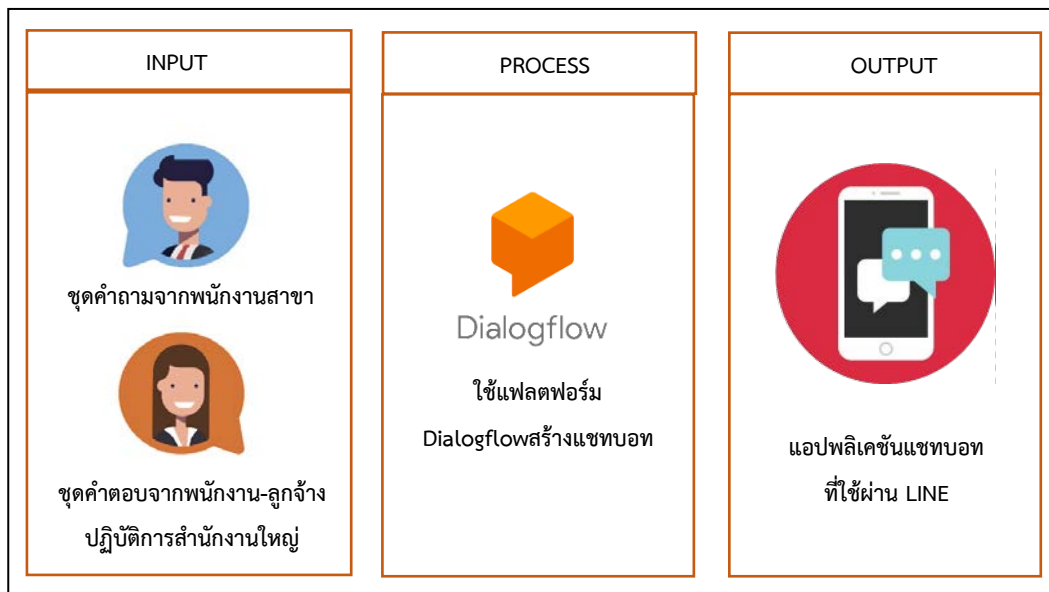 INPUT
ชุดคำถามจากพนักงานสาขา
ชุดคำตอบจากพนักงาน-ลูกจ้าง
ปฏิบัติการสำนักงานใหญ่
PROCESS
Dialogflow
ใช้แฟลตฟอร์ม
Dialogflowสร้างแชทบอท
OUTPUT
แอปพลิเคชันแชทบอท
ที่ใช้ผ่าน LINE